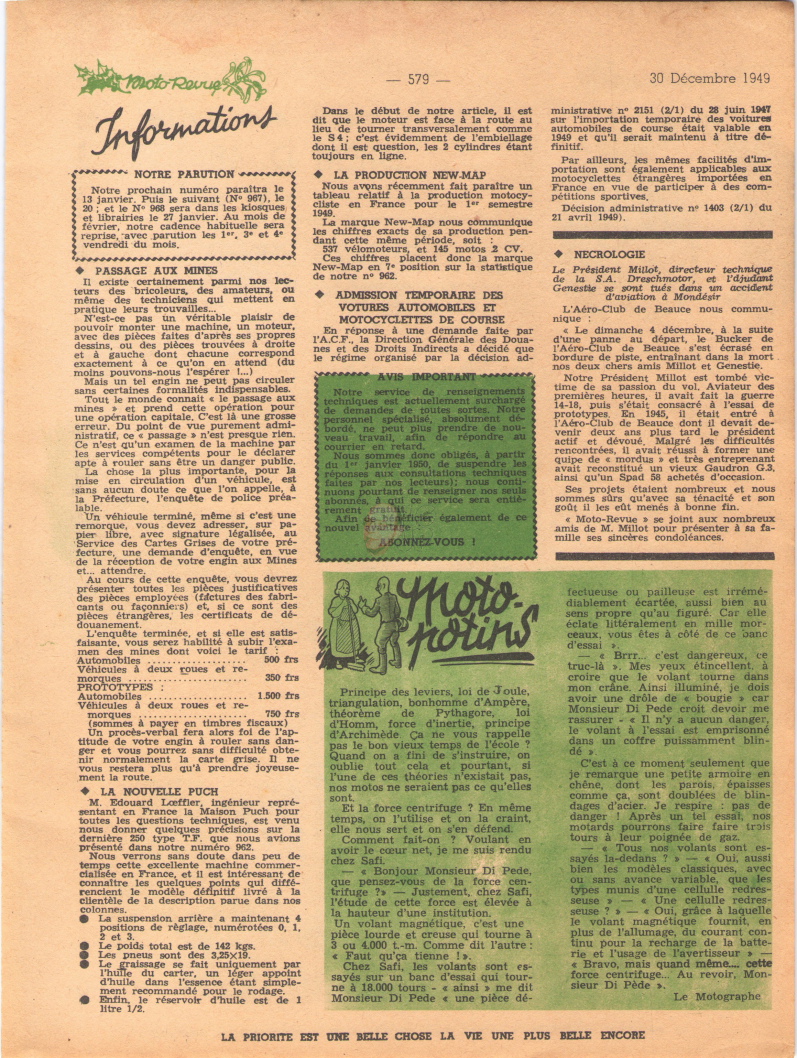 Moto-Revue
— 579 —
30 Décembre 1949
Informations
NOTRE PARUTION
Notre prochain numéro paraîtra le
13 janvier. Puis le suivant (N° 967), le
20 ; et le N° 968 sera dans les kiosques
et librairies le 27 janvier. Au mois de
février, notre cadence habituelle sera
reprise, avec parution les 1er, 3e et 4e
vendredi du mois.
◆ PASSAGE AUX MINES
Il existe certainement parmi nos lec-
teurs des bricoleurs, des amateurs, ou
même des techniciens qui mettent en
pratique leurs trouvailles...
N'est-ce pas un véritable plaisir de
pouvoir monter une machine, un moteur,
avec des pièces faites d'après ses propres
dessins, ou des pièces trouvées à droite
et à gauche dont chacune correspond
exactement à ce qu'on en attend (du
moins pouvons-nous l'espérer !...)
Mais un tel engin ne peut pas circuler
sans certaines formalités indispensables.
Tout le monde connaît « le passage aux
mines » et prend cette opération pour
une opération capitale. C'est là une grosse
erreur. Du point de vue purement admi-
nistratif, ce « passage » n'est presque rien.
Ce n'est qu'un examen de la machine par
les services compétents pour le déclarer
apte à rouler sans être un danger public.
La chose la plus importante, pour la
mise en circulation d'un véhicule, est
sans aucun doute ce que l'on appelle, à
la Préfecture, l'enquête de police préa-
lable.
Un véhicule terminé, même si c'est une
remorque, vous devez adresser, sur pa-
pier libre, avec signature légalisée, au
Service des Cartes Grises de votre pré-
fecture, une demande d'enquête, en vue
de la réception de votre engin aux Mines
et... attendre.
Au cours de cette enquête, vous devrez
présenter toutes les pièces justificatives
des pièces employées (factures des fabri-
cants ou façonniers) et, si ce sont des
pièces étrangères, les certificats de dé-
douanement.
L'enquête terminée, et si elle est satis-
faisante, vous serez habilité à subir l'exa-
men des mines dont voici le tarif :
Automobiles .................... 500 frs
Véhicules à deux roues et re-
morques ...................... 350 frs
PROTOTYPES :
Automobiles .................... 1.500 frs
Véhicules à deux roues et re-
morques ...................... 750 frs
(sommes à payer en timbres fiscaux)
Un procès-verbal fera alors foi de l'ap-
titude de votre engin à rouler sans dan-
ger et vous pourrez sans difficulté obte-
nir normalement la carte grise. Il ne
vous restera plus qu'à prendre joyeuse-
ment la route.
◆ LA NOUVELLE PUCH
M. Edouard Lœffler, ingénieur repré-
sentant en France la Maison Puch pour
toutes les questions techniques, est venu
nous donner quelques précisions sur la
dernière 250 type T.F. que nous avions
présenté dans notre numéro 962.
Nous verrons sans doute dans peu de
temps cette excellente machine commer-
cialisée en France, et il est intéressant de
connaître les quelques points qui diffé-
rencient le modèle définitif livré à la
clientèle de la description parue dans nos
colonnes.
● La suspension arrière a maintenant 4
positions de règlage, numérotées 0, 1,
2 et 3.
● Le poids total est de 142 kgs.
● Les pneus sont des 3,25×19.
● Le graissage se fait uniquement par
l'huile du carter, un léger appoint
d'huile dans l'essence étant simple-
ment recommandé pour le rodage.
● Enfin, le réservoir d'huile est de 1
litre 1/2.
Dans le début de notre article, il est
dit que le moteur est face à la route au
lieu de tourner transversalement comme
le S 4 ; c'est évidemment de l'embiellage
dont il est question, les 2 cylindres étant
toujours en ligne.
◆ LA PRODUCTION NEW-MAP
Nous avons récemment fait paraître un
tableau relatif à la production motocy-
cliste en France pour le 1er semestre
1949.
La marque New-Map nous communique
les chiffres exacts de sa production pen-
dant cette même période, soit :
537 vélomoteurs, et 145 motos 2 CV.
Ces chiffres placent donc la marque
New-Map en 7e position sur la statistique
de notre n° 962.
◆ ADMISSION TEMPORAIRE DES
VOTURES AUTOMOBILES ET
MOTOCYCLETTES DE COURSE
En réponse à une demande faite par
l'A.C.F., la Direction Générale des Doua-
nes et des Droits Indirects a décidé que
le régime organisé par la décision ad-
AVIS IMPORTANT
Notre service de renseignements
techniques est actuellement surchargé
de demandes de toutes sortes. Notre
personnel spécialisé, absolument dé-
bordé, ne peut plus prendre de nou-
veau travail, afin de répondre au
courrier en retard.
Nous sommes donc obligés, à partir
du 1er janvier 1950, de suspendre les
réponses aux consultations techniques
faites par nos lecteurs); nous conti-
nuons pourtant de renseigner nos seuls
abonnés, à qui ce service sera entiè-
rement gratuit.
Afin de bénéficier également de ce
nouvel avantage :
ABONNEZ-VOUS !
ministrative n° 2151 (2/1) du 28 juin 1947
sur l'importation temporaire des voitures
automobiles de course était valable en
1949 et qu'il serait maintenu à titre dé-
finitif.
Par ailleurs, les mêmes facilités d'im-
portation sont également applicables aux
motocyclettes étrangères importées en
France en vue de participer à des com-
pétitions sportives,
Décision administrative n° 1403 (2/1) du
21 avril 1949).
◆ NECROLOGIE
Le Président Millot, directeur technique
de la S.A. Dreschmotor, et l'djudant
Genestie se sont tués dans un accident
d'aviation à Mondésir
L'Aéro-Club de Beauce nous commu-
nique :
« Le dimanche 4 décembre, à la suite
d'une panne au départ, le Bucker de
l'Aéro-Club de Beauce s'est écrasé en
bordure de piste, entraînant dans la mort
nos deux chers amis Millot et Genestie.
Notre Président Millot est tombé vic-
time de sa passion du vol. Aviateur des
premières heures, il avait fait la guerre
14-18, puis s'était consacré à l'essai de
prototypes. En 1945, il était entré à
l'Aéro-Club de Beauce dont il devait de-
venir deux ans plus tard le président
actif et dévoué. Malgré les difficultés
rencontrées, il avait réussi à former une
quipe de « mordus » et très entreprenant
avait reconstitué un vieux Gaudron G.3,
ainsi qu'un Spad 58 achetés d'occasion.
Ses projets étaient nombreux et nous
sommes sûrs qu'avec sa ténacité et son
goût il les eût menés à bonne fin.
« Moto-Revue » se joint aux nombreux
amis de M. Millot pour présenter à sa fa-
mille ses sincères condoléances.
Moto-
potins
Principe des leviers, loi de Joule,
triangulation, bonhomme d'Ampère,
théorème de Pythagore, loi
d'Homm, force d'inertie, principe
d'Archimède. Ça ne vous rappelle
pas le bon vieux temps de l'école ?
Quand on a fini de s'instruire, on
oublie tout cela et pourtant, si
l'une de ces théories n'existait pas,
nos motos ne seraient pas ce qu'elles
sont.
Et la force centrifuge ? En même
temps, on l'utilise et on la craint,
elle nous sert et on s'en défend.
Comment fait-on ? Voulant en
avoir le cœur net, je me suis rendu
chez Safi.
— « Bonjour Monsieur Di Pede,
que pensez-vous de la force cen-
trifuge ?» — Justement, chez Safi,
l'étude de cette force est élevée à
la hauteur d'une institution.
Un volant magnétique, c'est une
pièce lourde et creuse qui tourne à
3 ou 4.000 t.-m. Comme dit l'autre :
« Faut qu'ça tienne !».
Chez Safi, les volants sont es-
sayés sur un banc d'essai qui tour-
ne à 18.000 tours - « ainsi » me dit
Monsieur Di Pede « une pièce dé-
fectueuse ou pailleuse est irrémé-
diablement écartée, aussi bien au
sens propre qu'au figuré. Car elle
éclate littéralement en mille mor-
ceaux, vous êtes à côté de ce banc
d'essai ».
— « Brrr... c'est dangereux, ce
truc-là ». Mes yeux étincellent, à
croire que le volant tourne dans
mon crâne. Ainsi illuminé, je dois
avoir une drôle de « bougie » car
Monsieur Di Pede croit devoir me
rassurer - « Il n'y a aucun danger,
le volant à l'essai est emprisonné
dans un coffre puissamment blin-
dé ».
C'est à ce moment seulement que
je remarque une petite armoire en
chêne, dont les parois, épaisses
comme ça, sont doublées de blin-
dages d'acier. Je respire : pas de
danger ! Après un tel essai, nos
motards pourrons faire faire trois
tours à leur poignée de gaz.
— « Tous nos volants sont es-
sayés la-dedans ? » — « Oui, aussi
bien les modèles classiques, avec
ou sans avance variable, que les
types munis d'une cellulle redres-
seuse » — « Une cellulle redres-
seuse ? » — « Oui, grâce à laquelle
le volant magnétique fournit, en
plus de l'allumage, du courant con-
tinu pour la recharge de la batte-
rie et l'usage de l'avertisseur » —
« Bravo, mais quand même.... cette
force centrifuge... Au revoir, Mon-
sieur Di Pède ».
Le Motographe
LA PRIORITE EST UNE BELLE CHOSE LA VIE UNE PLUS BELLE ENCORE